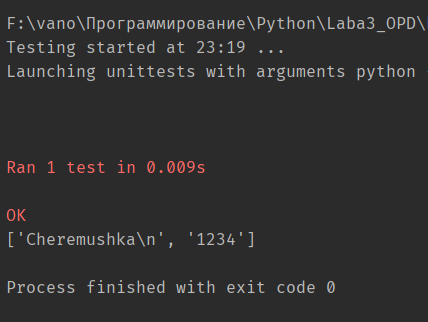 F:\vano\Программирование\Python\Laba3_OPD\
Testing started at 23:19 ...
Launching unittests with arguments python
Ran 1 test in 0.009s
OK
['Cheremushka\n', '1234']
Process finished with exit code 0